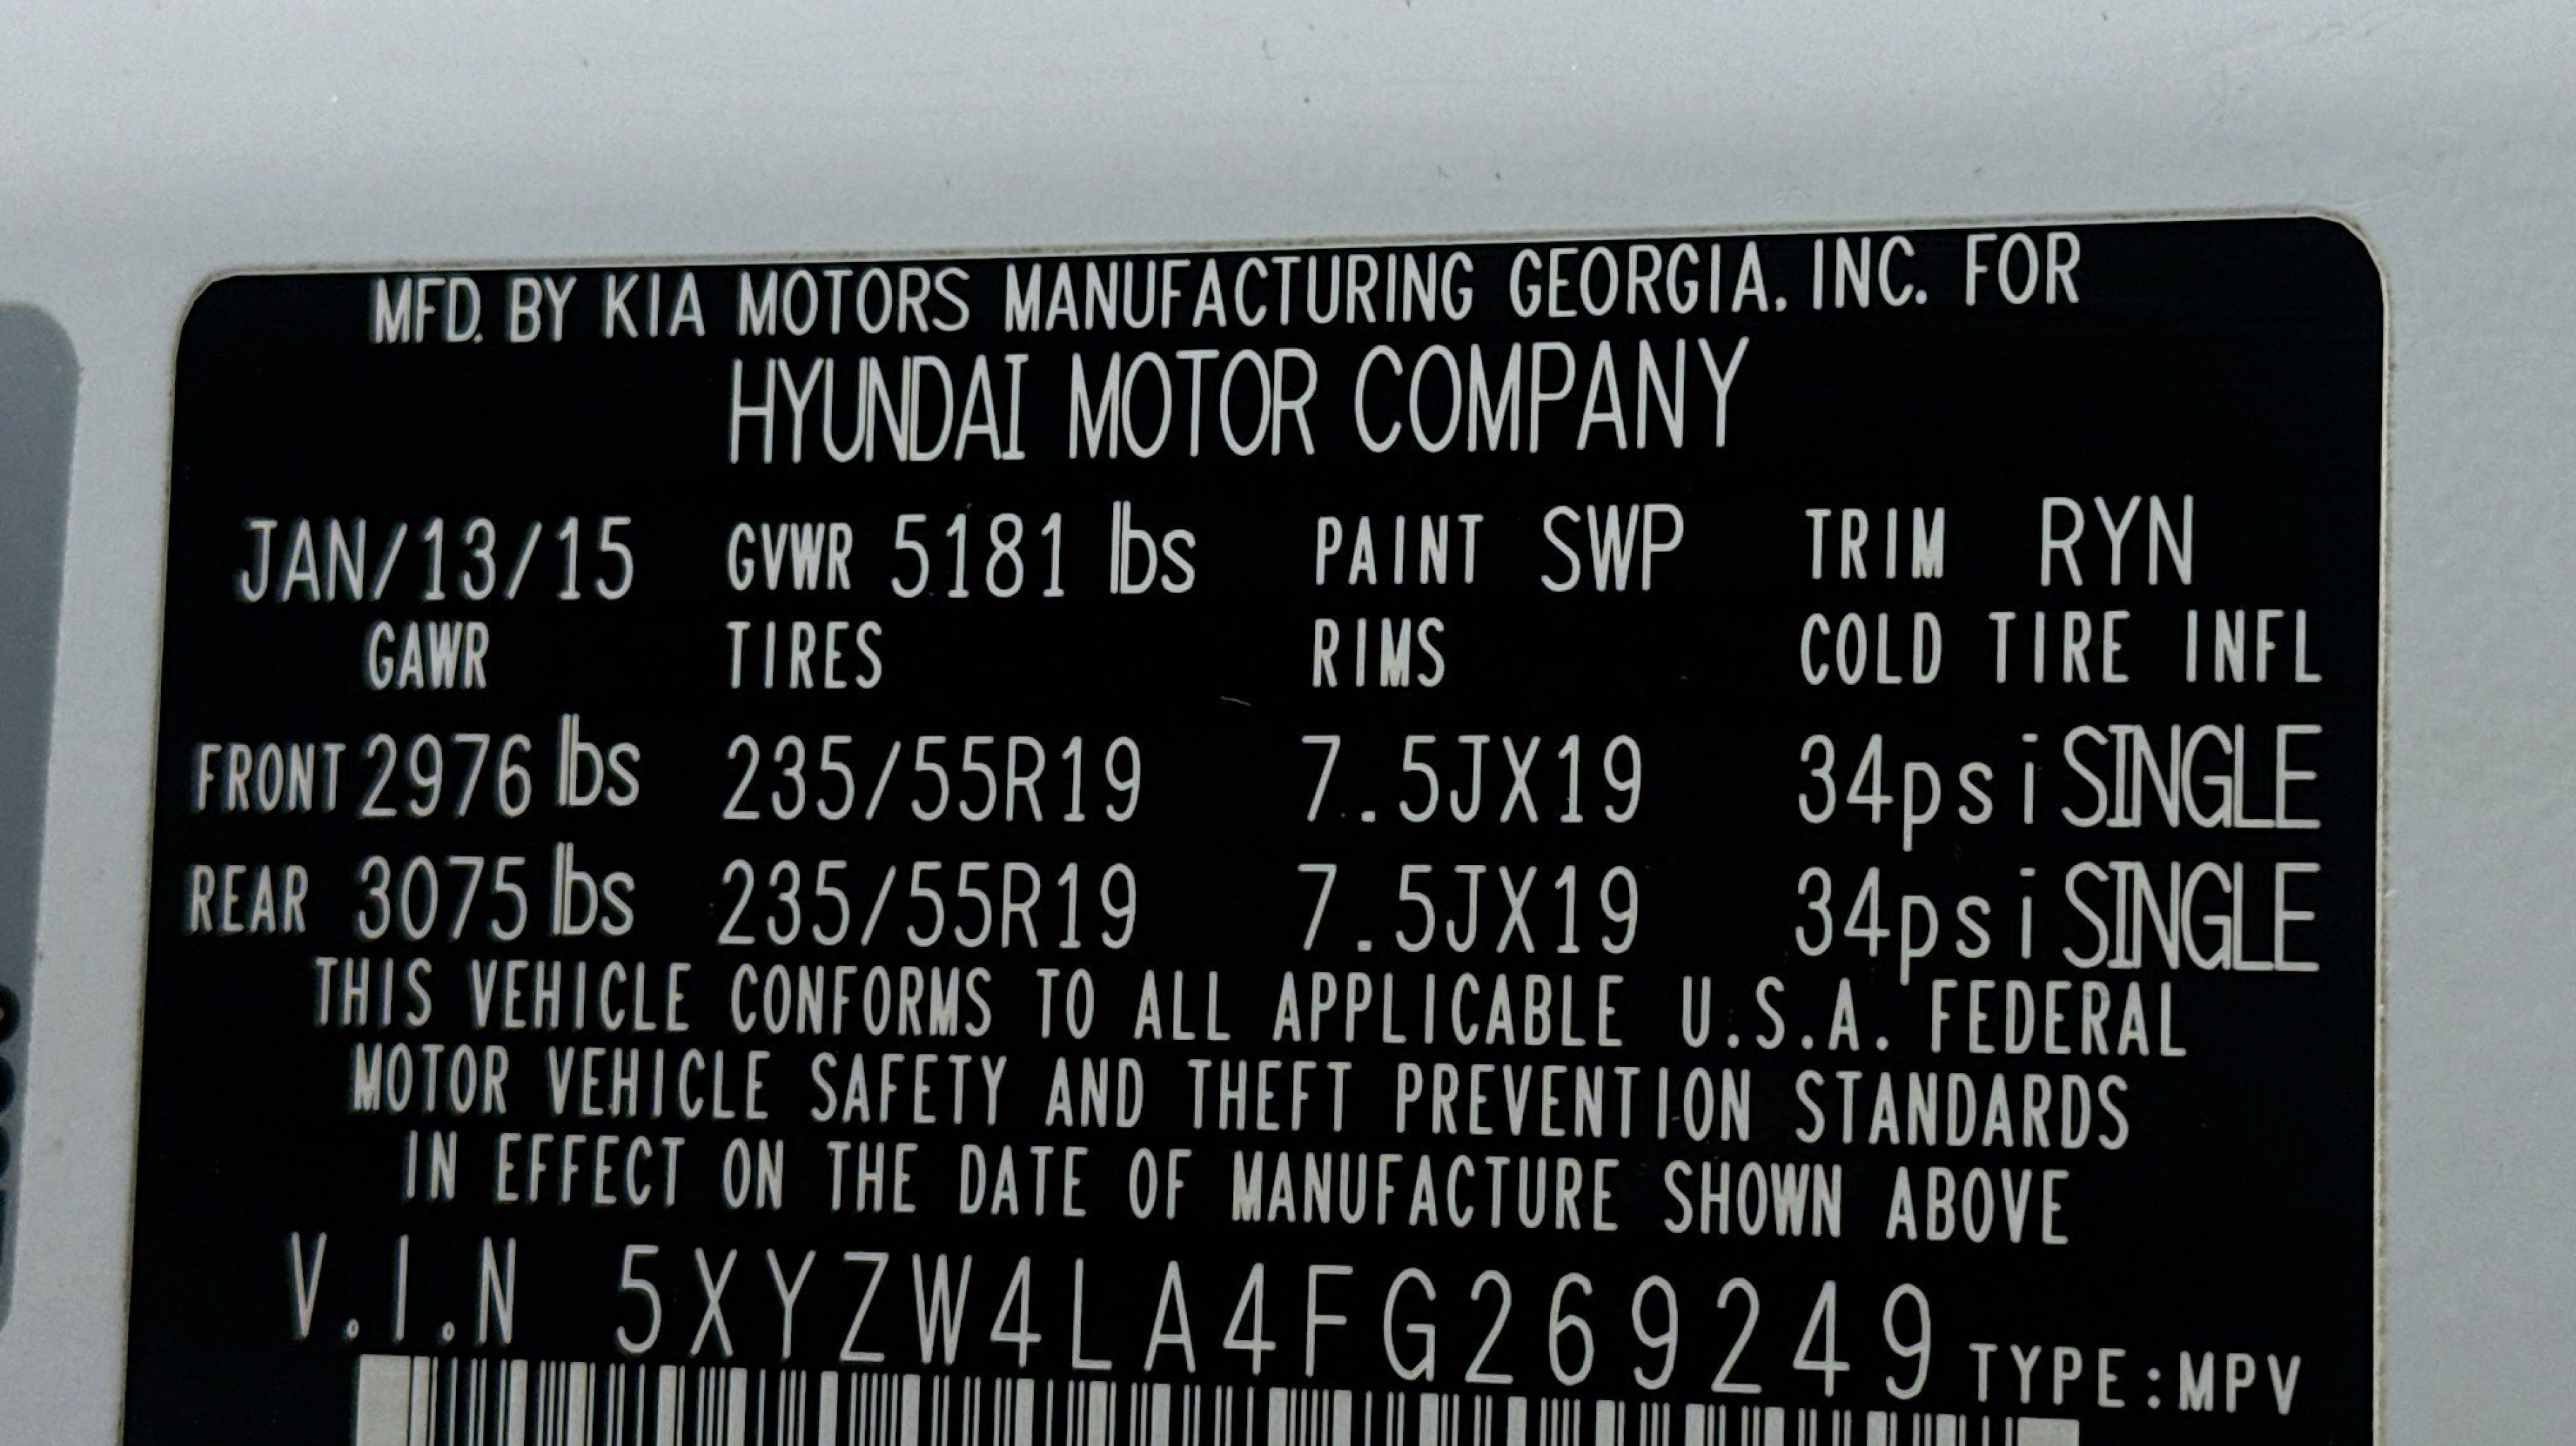 MFD. BY KIA MOTORS MANUFACTURING GEORGIA. INC. FOR
HYUNDAI MOTOR COMPANY
JAN/13/15 GVWR 5181 lbs PAINT SWP TRIM RYN
GAWR TIRES RIMS COLD TIRE INFL
FRONT 2976 lbs 235/55R19 7.5JX19 34psi SINGLE
REAR 3075 lbs 235/55R19 7.5JX19 34psi SINGLE
THIS VEHICLE CONFORMS TO ALL APPLICABLE U.S.A. FEDERAL
MOTOR VEHICLE SAFETY AND THEFT PREVENTION STANDARDS
IN EFFECT ON THE DATE OF MANUFACTURE SHOWN ABOVE
V.I.N 5XYZW4LA4FG269249 TYPE:MPV